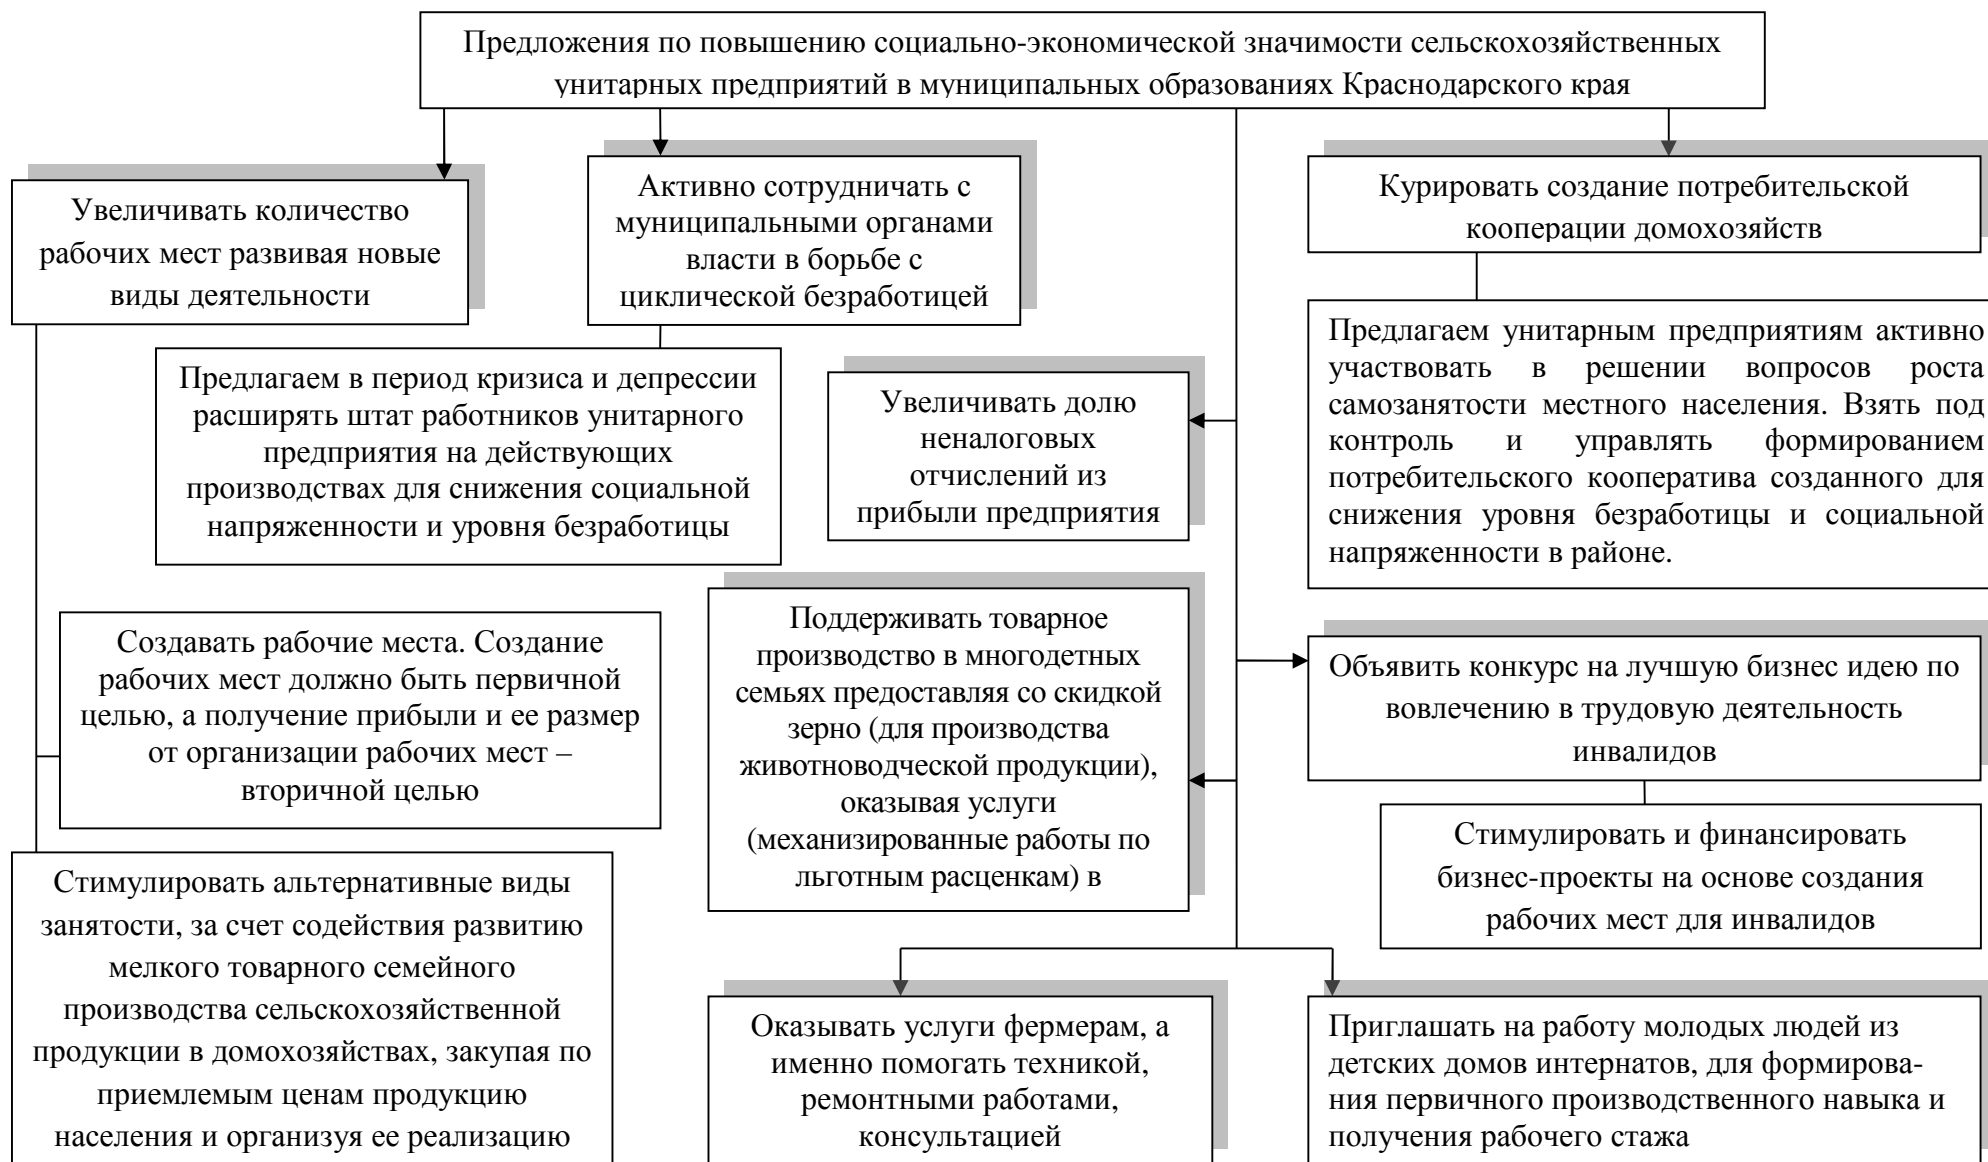 Предложения по повышению социально-экономической значимости сельскохозяйственных
унитарных предприятий в муниципальных образованиях Краснодарского края
Увеличивать количество
рабочих мест развивая новые
виды деятельности
Активно сотрудничать с
муниципальными органами
власти в борьбе с
циклической безработицей
Курировать создание потребительской
кооперации домохозяйств
Предлагаем в период кризиса и депрессии
расширять штат работников унитарного
предприятия на действующих
производствах для снижения социальной
напряженности и уровня безработицы
Увеличивать долю
неналоговых
отчислений из
прибыли предприятия
Предлагаем унитарным предприятиям активно
участвовать в решении вопросов роста
самозанятости местного населения. Взять под
контроль и управлять формированием
потребительского кооператива созданного для
снижения уровня безработицы и социальной
напряженности в районе.
Создавать рабочие места. Создание
рабочих мест должно быть первичной
целью, а получение прибыли и ее размер
от организации рабочих мест –
вторичной целью
Поддерживать товарное
производство в многодетных
семьях предоставляя со скидкой
зерно (для производства
животноводческой продукции),
оказывая услуги
(механизированные работы по
льготным расценкам) в
Объявить конкурс на лучшую бизнес идею по
вовлечению в трудовую деятельность
инвалидов
Стимулировать и финансировать
бизнес-проекты на основе создания
рабочих мест для инвалидов
Стимулировать альтернативные виды
занятости, за счет содействия развитию
мелкого товарного семейного
производства сельскохозяйственной
продукции в домохозяйствах, закупая по
приемлемым ценам продукцию
населения и организуя ее реализацию
Оказывать услуги фермерам, а
именно помогать техникой,
ремонтными работами,
консультацией
Приглашать на работу молодых людей из
детских домов интернатов, для формирова-
ния первичного производственного навыка и
получения рабочего стажа